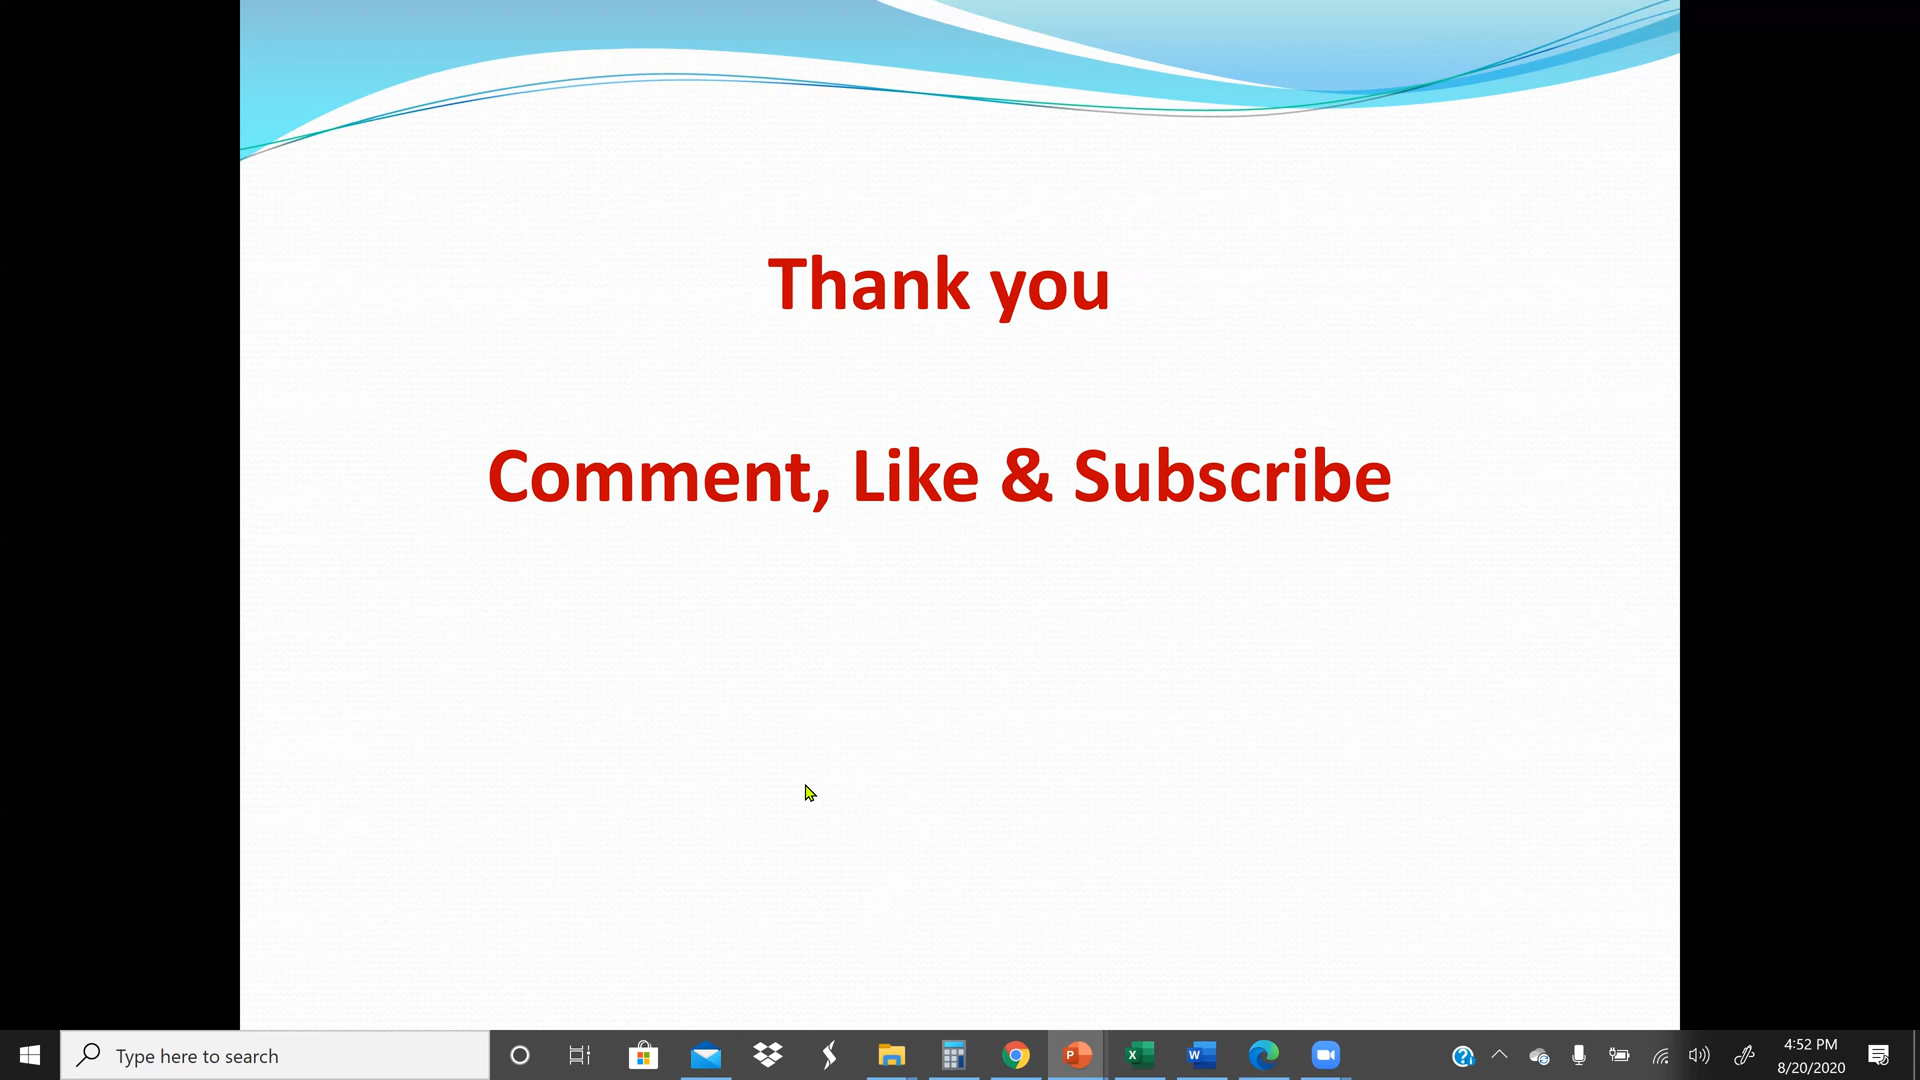 Thank you
Comment, Like & Subscribe
Type here to search
4:52 PM
8/20/2020